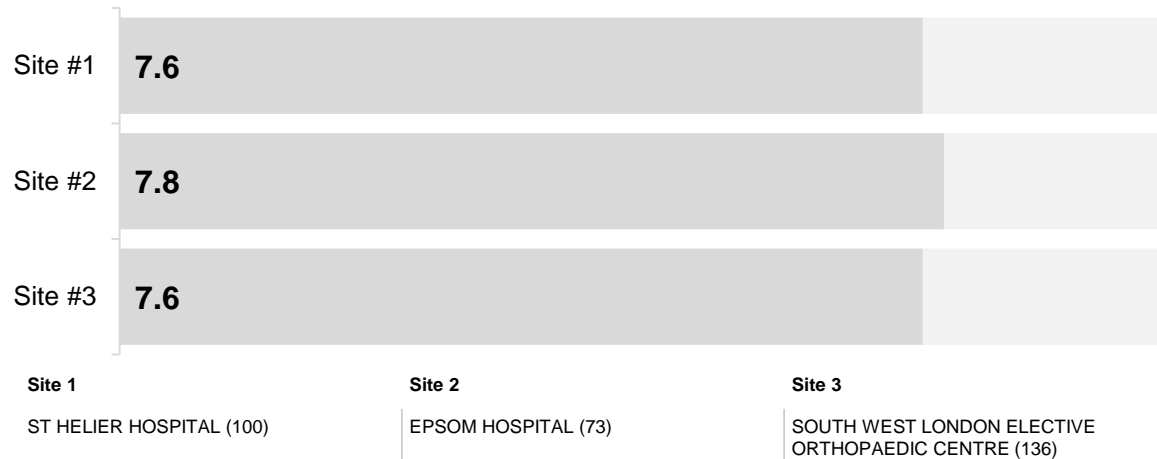 Site #1
7.6
Site #2
7.8
Site #3
7.6
Site 1
ST HELIER HOSPITAL (100)
Site 2
EPSOM HOSPITAL (73)
Site 3
SOUTH WEST LONDON ELECTIVE
ORTHOPAEDIC CENTRE (136)